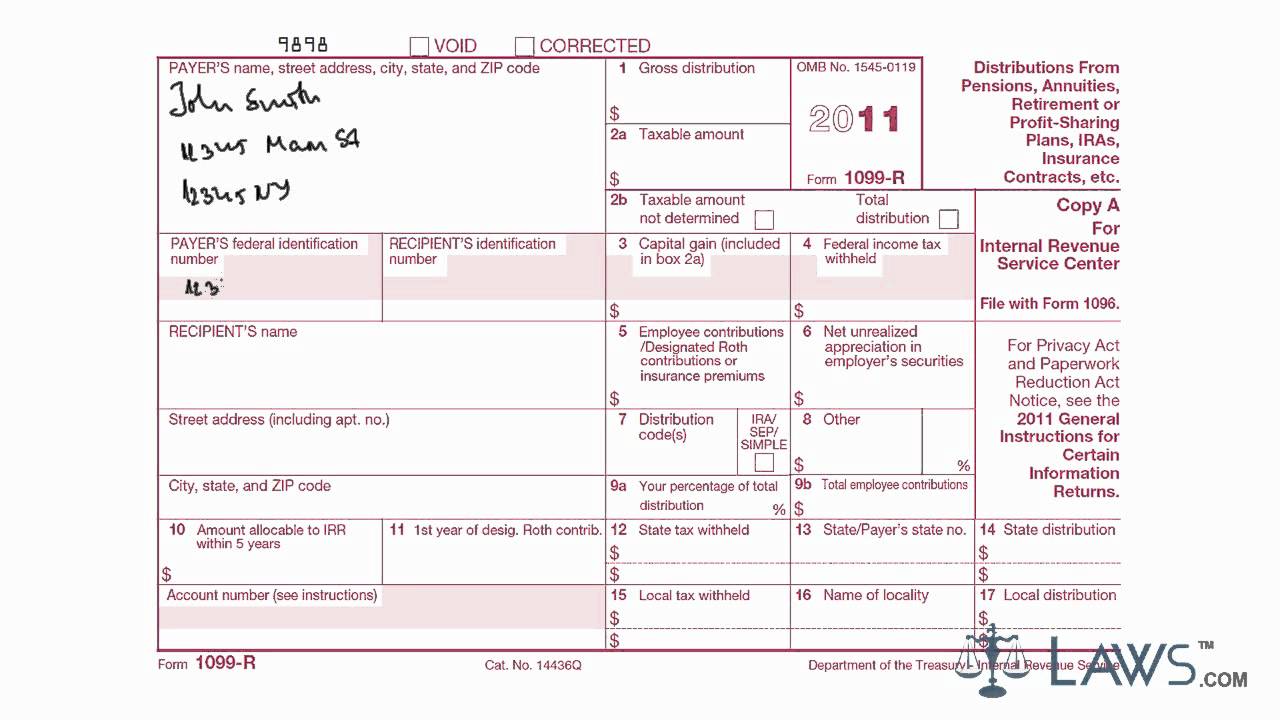 9898 VOID CORRECTED
PAYER'S name, street address, city, state, and ZIP code
John Smith
12345 Main St
12345 NY
1 Gross distribution
$
2a Taxable amount
$
OMB No. 1545-0119
2011
Form 1099-R
Distributions From
Pensions, Annuities,
Retirement or
Profit-Sharing
Plans, IRAs,
Insurance
Contracts, etc.
2b Taxable amount
not determined
Total
distribution
Copy A
For
Internal Revenue
Service Center
File with Form 1096.
PAYER'S federal identification
number
123
RECIPIENT'S identification
number
3 Capital gain (included
in box 2a)
$
4 Federal income tax
withheld
$
RECIPIENT'S name
5 Employee contributions
/Designated Roth
contributions or
insurance premiums
$
6 Net unrealized
appreciation in
employer's securities
$
For Privacy Act
and Paperwork
Reduction Act
Notice, see the
2011 General
Instructions for
Certain
Information
Returns.
Street address (including apt. no.)
7 Distribution
code(s)
IRA/
SEP/
SIMPLE
8 Other
$ %
City, state, and ZIP code
9a Your percentage of total
distribution %
9b Total employee contributions
$
10 Amount allocable to IRR
within 5 years
$
11 1st year of desig. Roth contrib.
12 State tax withheld
$
$
13 State/Payer's state no.
14 State distribution
$
$
Account number (see instructions)
15 Local tax withheld
$
$
16 Name of locality
17 Local distribution
$
$
Form 1099-R
Cat. No. 14436Q
Department of the Treasury - Internal Revenue Service
LAWS.COM™